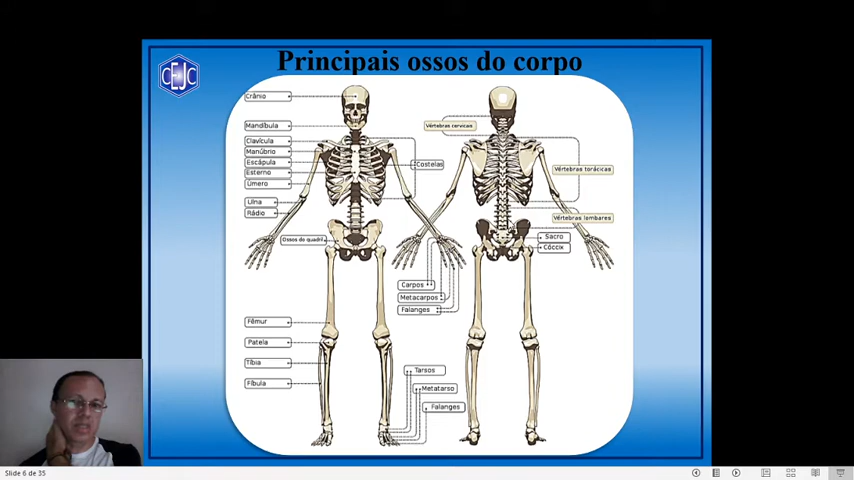 Principais ossos do corpo
CEJC
Crânio
Mandíbula
Clavícula
Manúbrio
Escápula
Esterno
Úmero
Ulna
Rádio
Ossos do quadril
Fêmur
Patela
Tíbia
Fíbula
Costelas
Carpos
Metacarpos
Falanges
Tarsos
Metatarso
Falanges
Vértebras cervicais
Vértebras torácicas
Vértebras lombares
Sacro
Cóccix
Slide 6 de 35